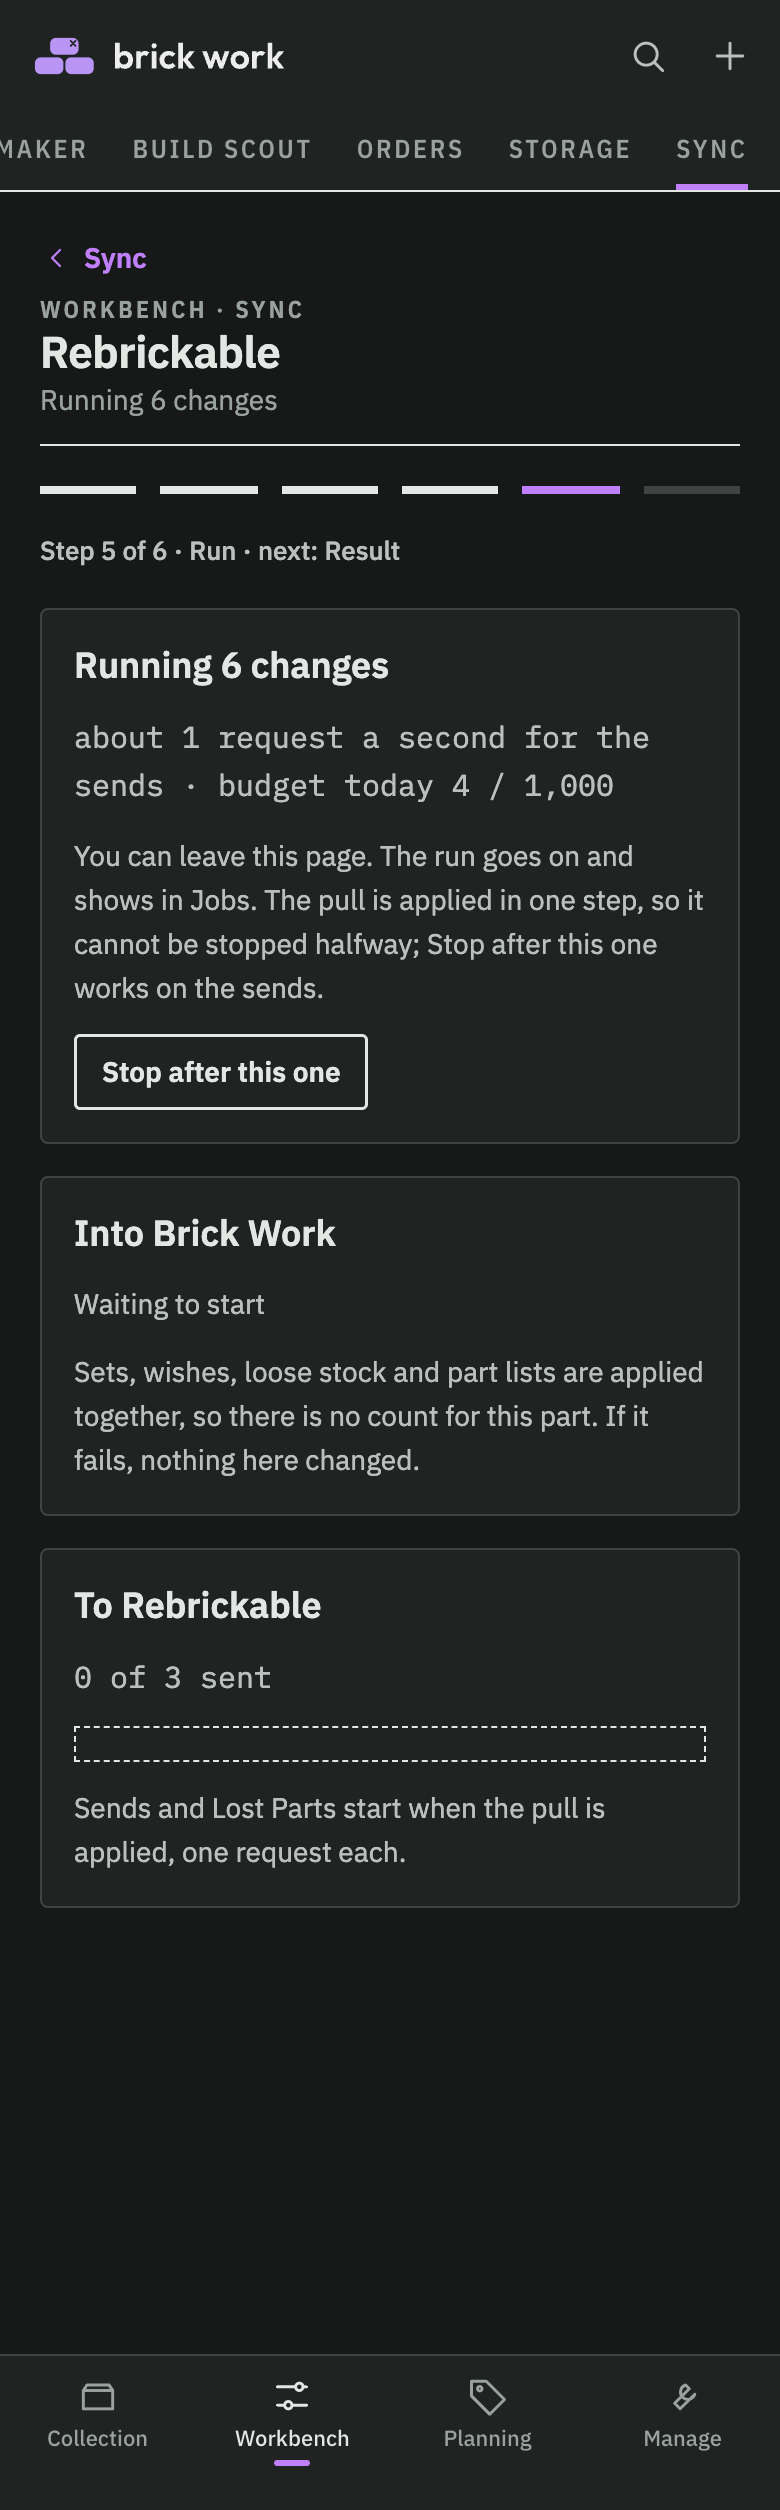 brick work
MAKER BUILD SCOUT ORDERS STORAGE SYNC
Sync
WORKBENCH · SYNC
Rebrickable
Running 6 changes
Step 5 of 6 · Run · next: Result
Running 6 changes
about 1 request a second for the
sends · budget today 4 / 1,000
You can leave this page. The run goes on and
shows in Jobs. The pull is applied in one step, so it
cannot be stopped halfway; Stop after this one
works on the sends.
Stop after this one
Into Brick Work
Waiting to start
Sets, wishes, loose stock and part lists are applied
together, so there is no count for this part. If it
fails, nothing here changed.
To Rebrickable
0 of 3 sent
Sends and Lost Parts start when the pull is
applied, one request each.
Collection Workbench Planning Manage